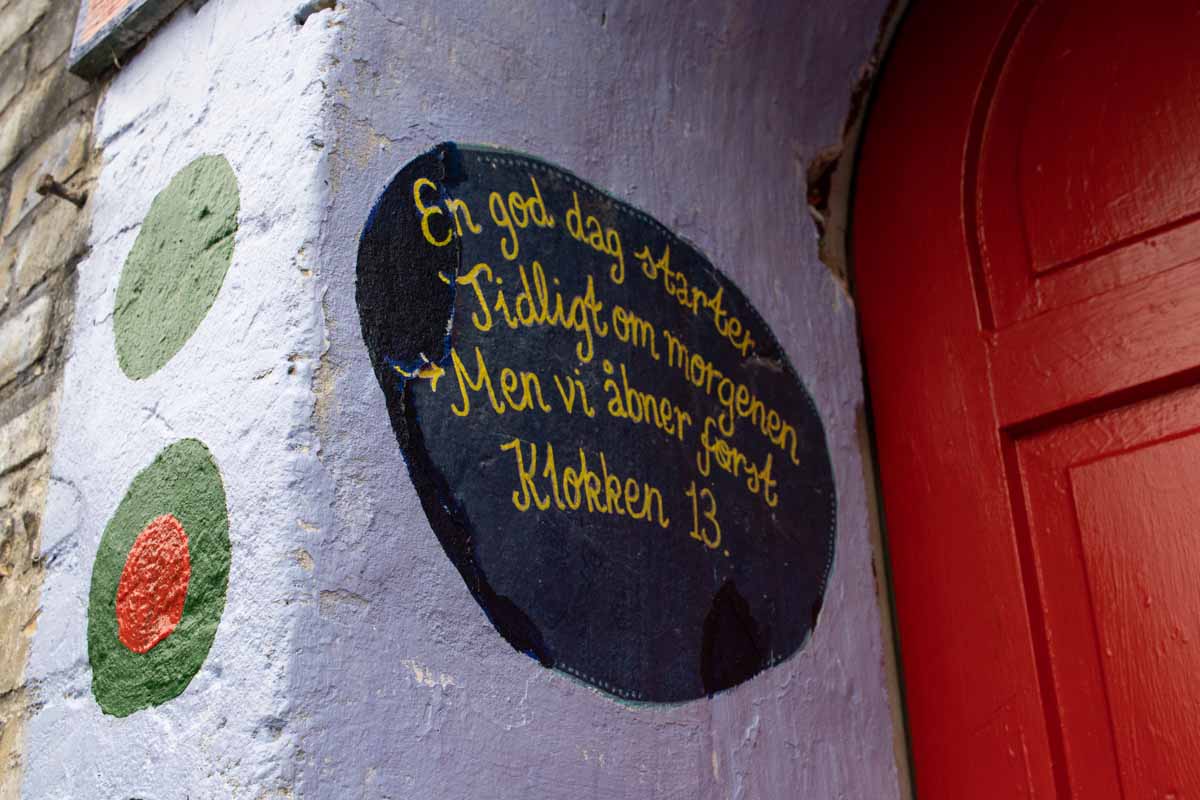 En god dag starter
Tidligt om morgenen
Men vi åbner først
Klokken 13.